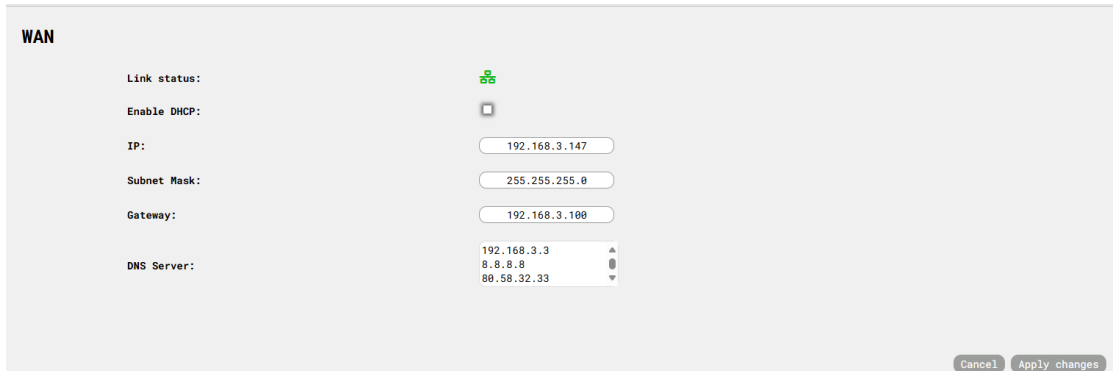 WAN
Link status:
Enable DHCP:
IP: 192.168.3.147
Subnet Mask: 255.255.255.0
Gateway: 192.168.3.100
DNS Server: 192.168.3.3
8.8.8.8
80.58.32.33
Cancel Apply changes